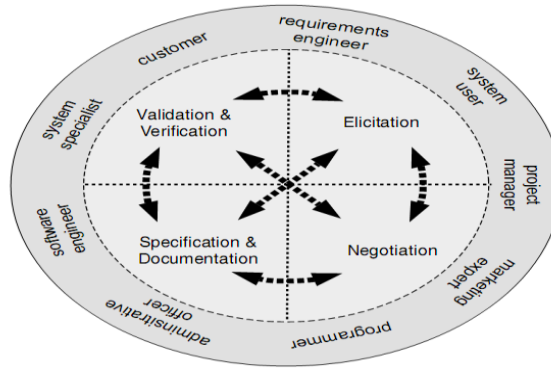 requirements
engineer
customer
system
user
system
specialist
Validation &
Verification
Elicitation
project
manager
software
engineer
Specification &
Documentation
Negotiation
marketing
expert
adminsitrative
officer
programmer